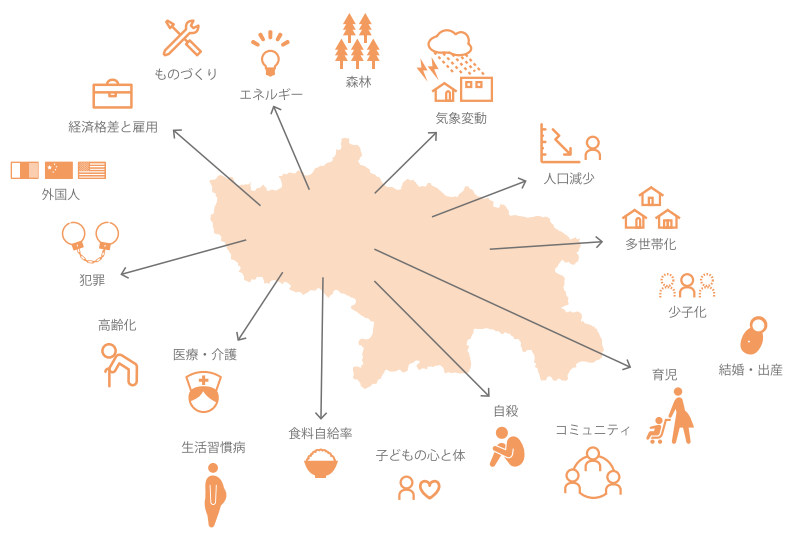 ものづくり
エネルギー
森林
気象変動
経済格差と雇用
人口減少
外国人
多世帯化
犯罪
少子化
高齢化
医療・介護
結婚・出産
育児
自殺
食料自給率
コミュニティ
生活習慣病
子どもの心と体